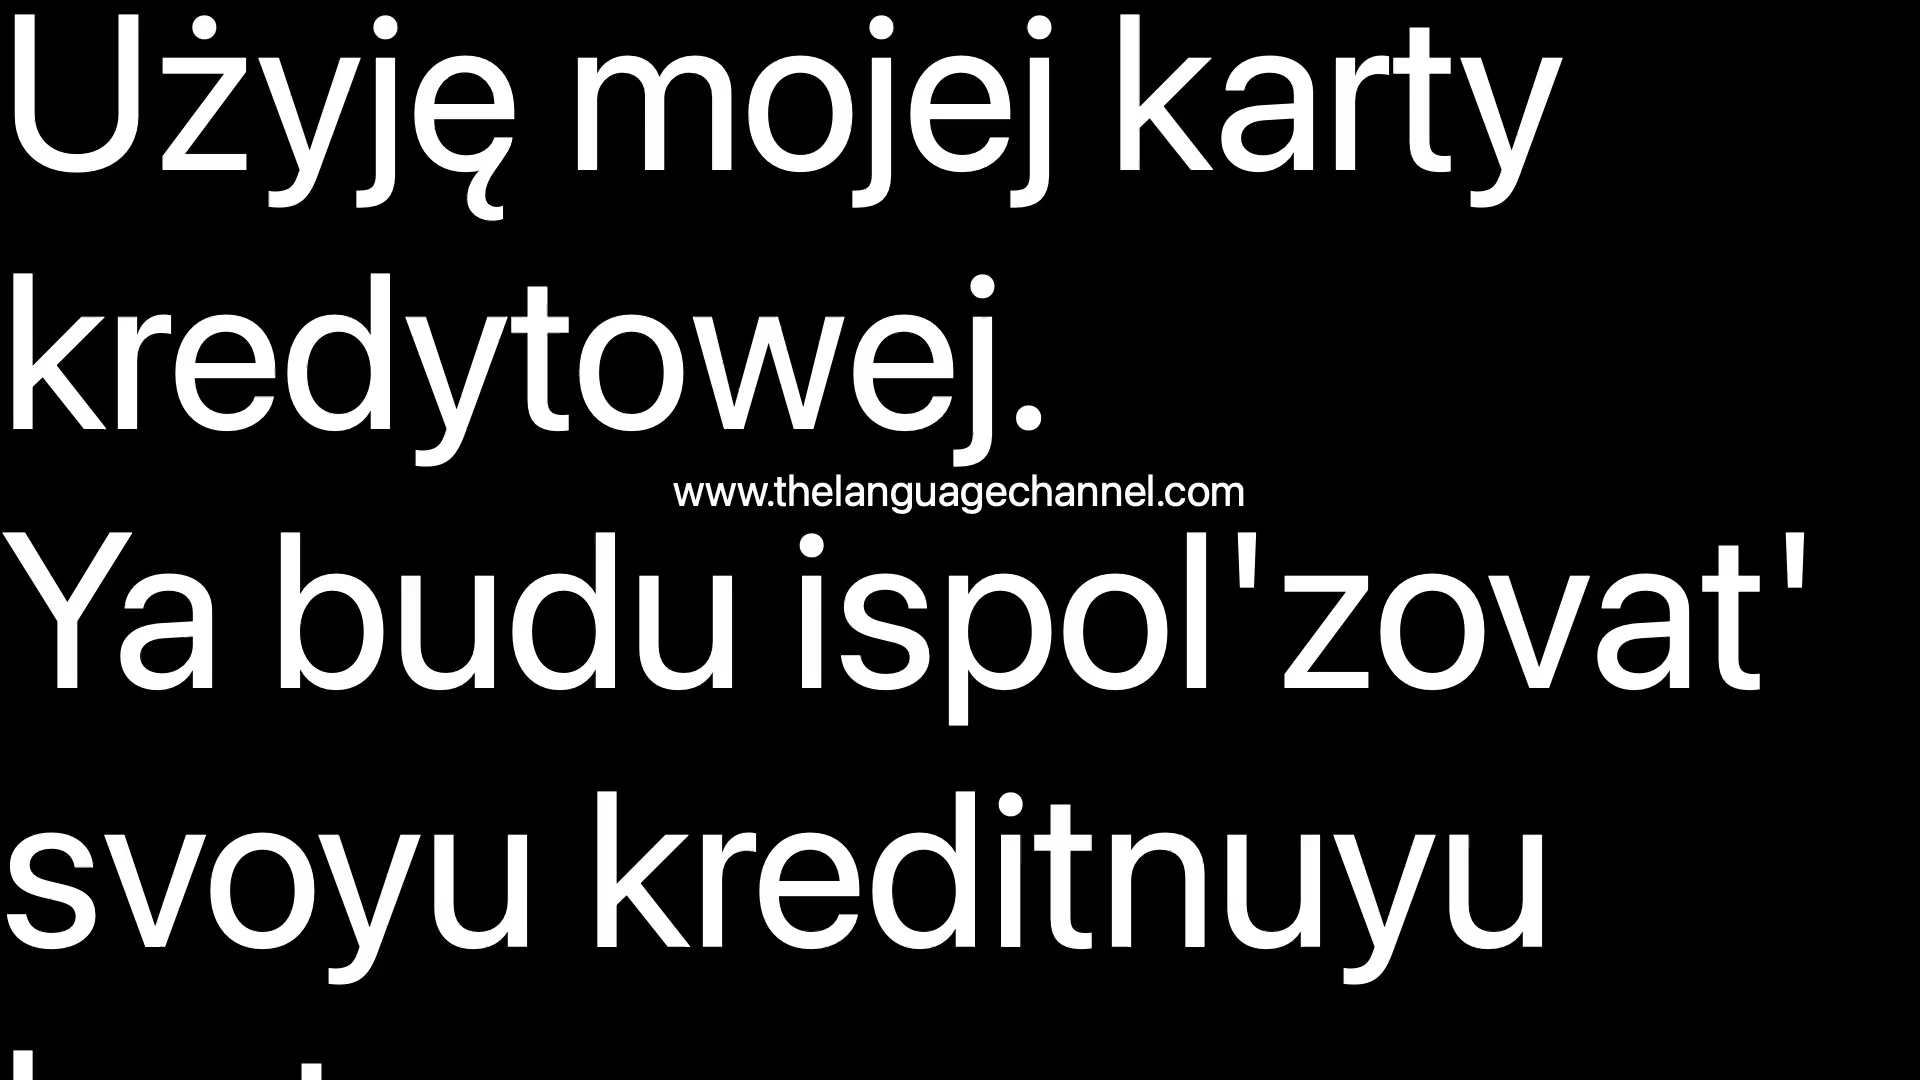 Użyję mojej karty
kredytowej.
www.thelanguagechannel.com
Ya budu ispol'zovat'
svoyu kreditnuyu